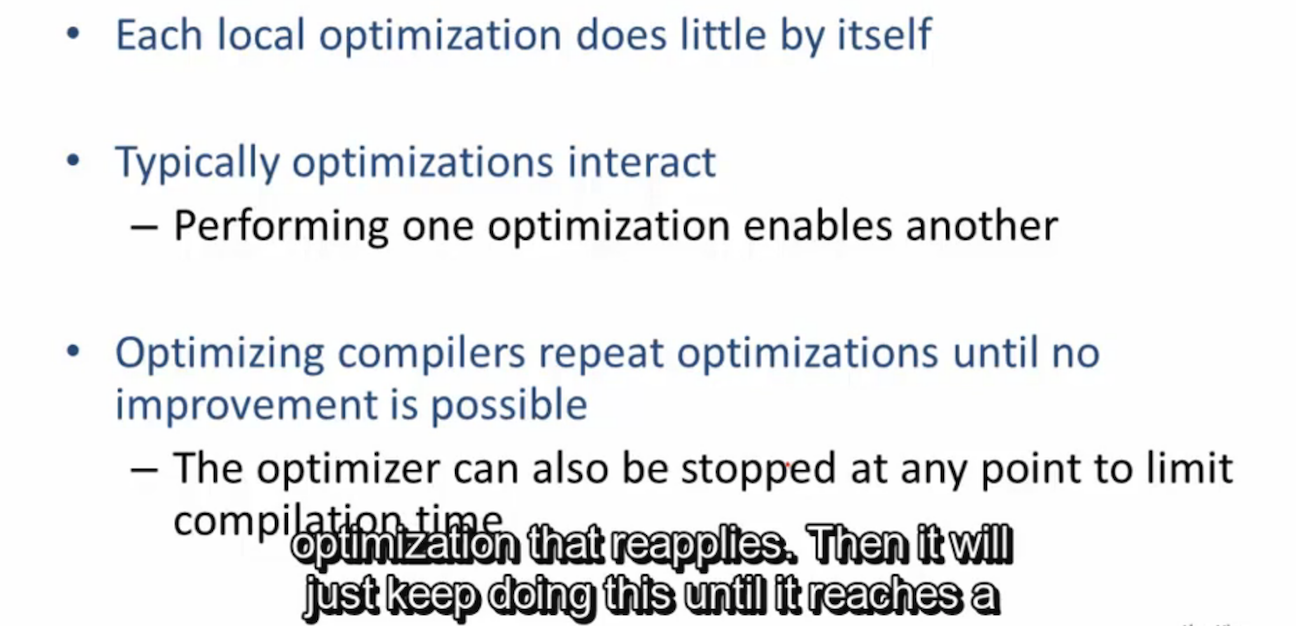 • Each local optimization does little by itself
• Typically optimizations interact
– Performing one optimization enables another
• Optimizing compilers repeat optimizations until no
improvement is possible
– The optimizer can also be stopped at any point to limit
compilation time
optimization that reapplies. Then it will
just keep doing this until it reaches a